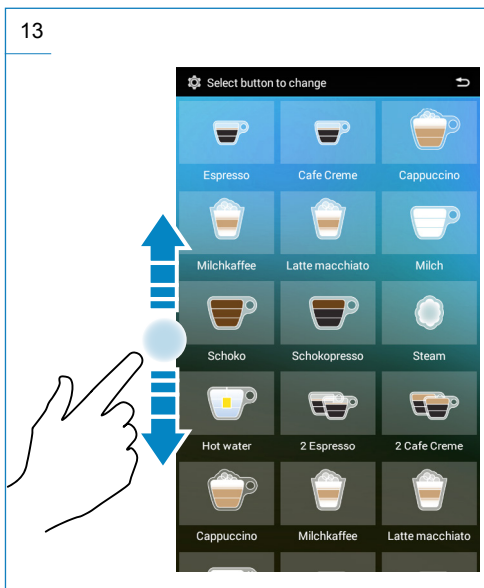 13
Select button to change
Espresso Cafe Creme Cappuccino
Milchkaffee Latte macchiato Milch
Schoko Schokopresso Steam
Hot water 2 Espresso 2 Cafe Creme
Cappuccino Milchkaffee Latte macchiato